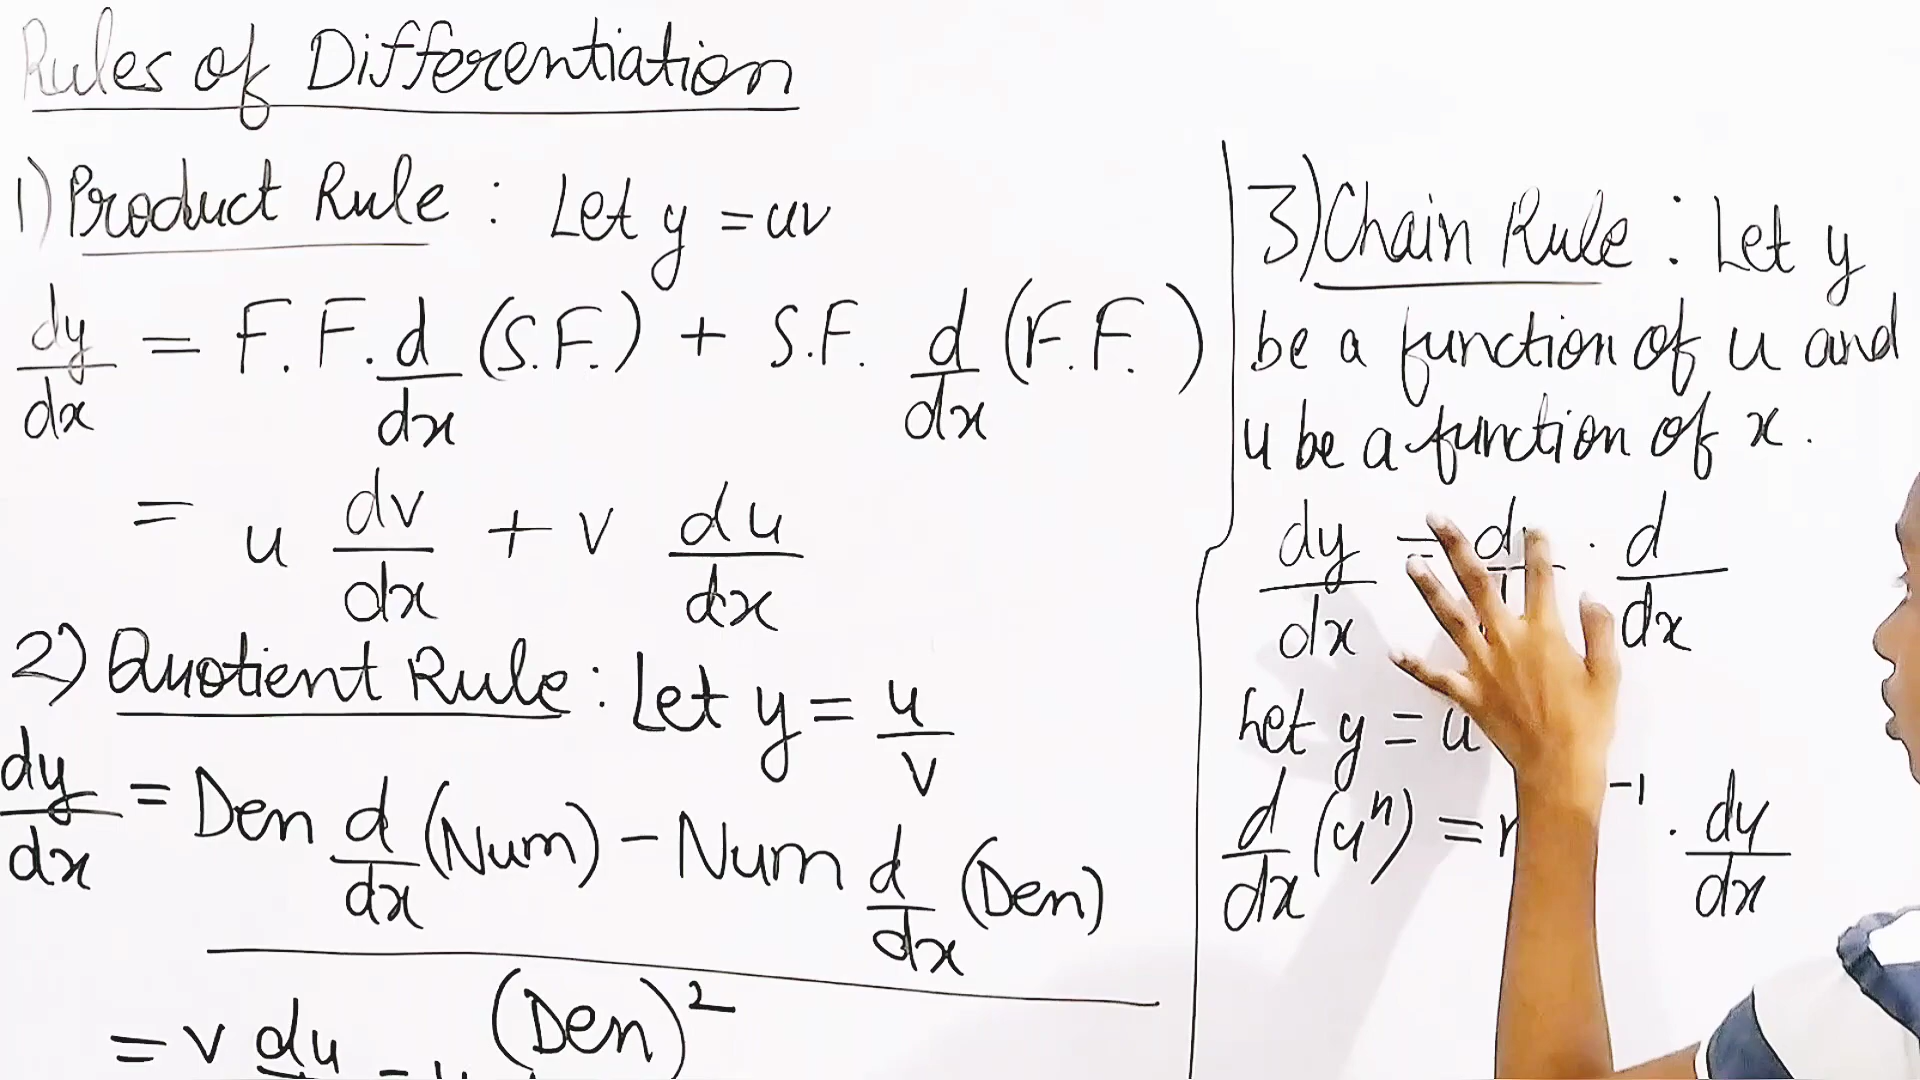 Rules of Differentiation
1) Product Rule : Let y = uv
dy/dx = F.F. d/dx (S.F.) + S.F. d/dx (F.F.)
= u dv/dx + v du/dx
2) Quotient Rule : Let y = u/v
dy/dx = Den d/dx (Num) - Num d/dx (Den)
(Den)²
= v du
3) Chain Rule : Let y
be a function of u and
u be a function of x .
dy/dx = d . d/dx
Let y = u
d/dx (uⁿ) = n -1 . dy/dx